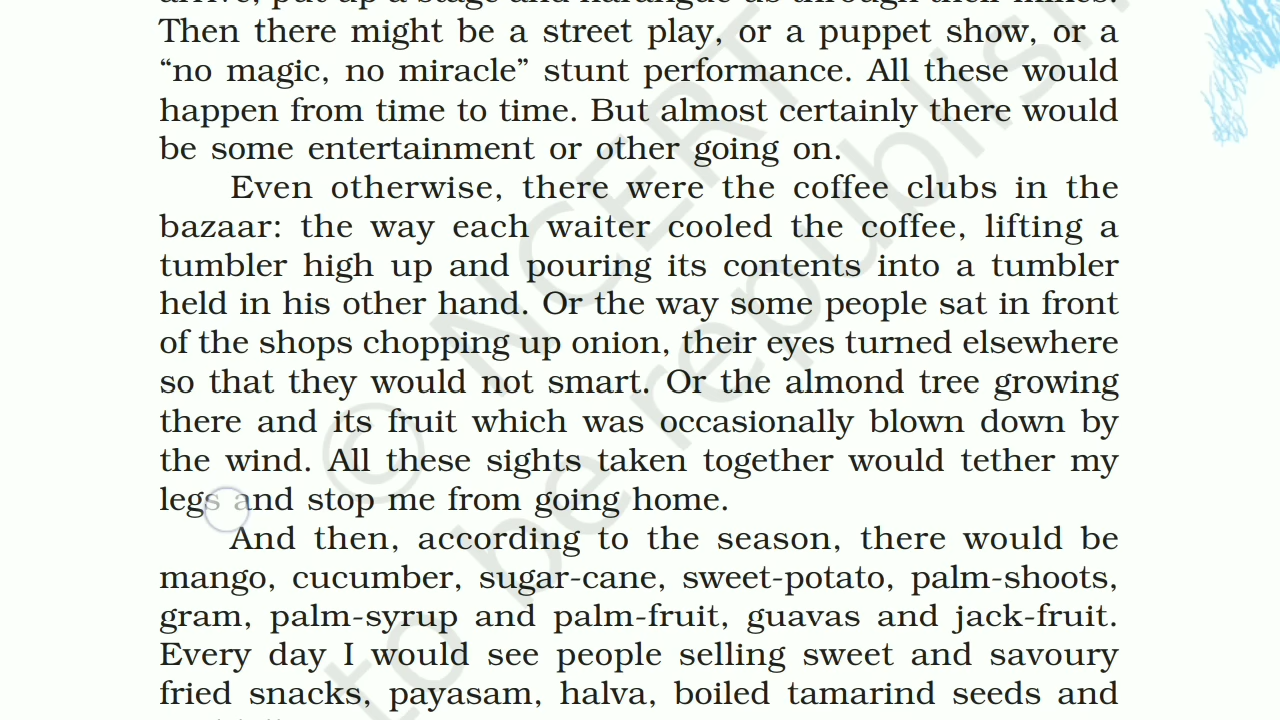 Then there might be a street play, or a puppet show, or a
“no magic, no miracle” stunt performance. All these would
happen from time to time. But almost certainly there would
be some entertainment or other going on.
Even otherwise, there were the coffee clubs in the
bazaar: the way each waiter cooled the coffee, lifting a
tumbler high up and pouring its contents into a tumbler
held in his other hand. Or the way some people sat in front
of the shops chopping up onion, their eyes turned elsewhere
so that they would not smart. Or the almond tree growing
there and its fruit which was occasionally blown down by
the wind. All these sights taken together would tether my
legs and stop me from going home.
And then, according to the season, there would be
mango, cucumber, sugar-cane, sweet-potato, palm-shoots,
gram, palm-syrup and palm-fruit, guavas and jack-fruit.
Every day I would see people selling sweet and savoury
fried snacks, payasam, halva, boiled tamarind seeds and
© NCERT
to be republish